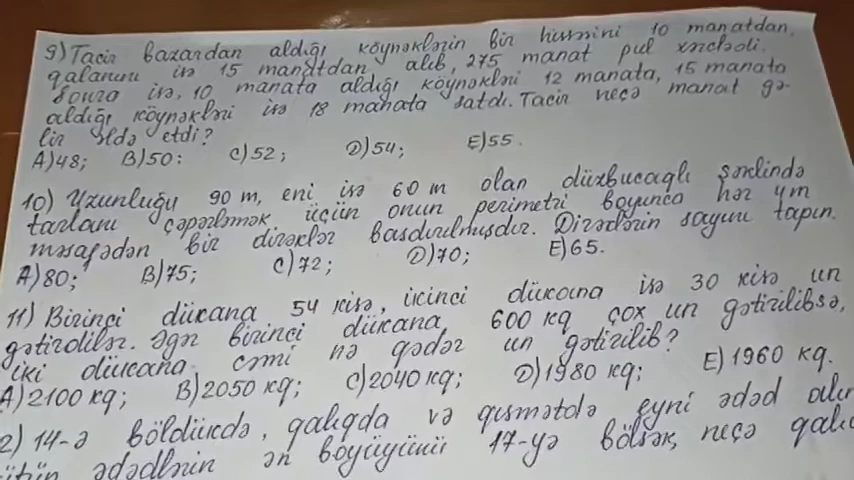 9) Tacir bazardan aldığı köynəklərin bir hissəsini 10 manatdan,
qalanını isə 15 manatdan alıb, 275 manat pul xərclədi.
Sonra isə, 10 manata aldığı köynəkləri 12 manata, 15 manata
aldığı köynəkləri isə 18 manata satdı. Tacir neçə manat gə-
lir əldə etdi?
A) 48; B) 50: C) 52; D) 54; E) 55.
10) Uzunluğu 90 m, eni isə 60 m olan düzbucaqlı şəklində
tarlanı çəpərləmək üçün onun perimetri boyunca hər 4 m
məsafədən bir dirəklər basdırılmışdır. Dirəklərin sayını tapın.
A) 80; B) 75; C) 72; D) 70; E) 65.
11) Birinci dükana 54 kisə, ikinci dükana isə 30 kisə un
gətirdilər. Əgər birinci dükana 600 kq çox un gətirilibsə,
iki dükana cəmi nə qədər un gətirilib?
A) 2100 kq; B) 2050 kq; C) 2040 kq; D) 1980 kq; E) 1960 kq.
2) 14-ə böldükdə, qalıqda və qismətdə eyni ədəd alır
ütün ədədlərin ən böyüyünü 17-yə bölsək, neçə qalı